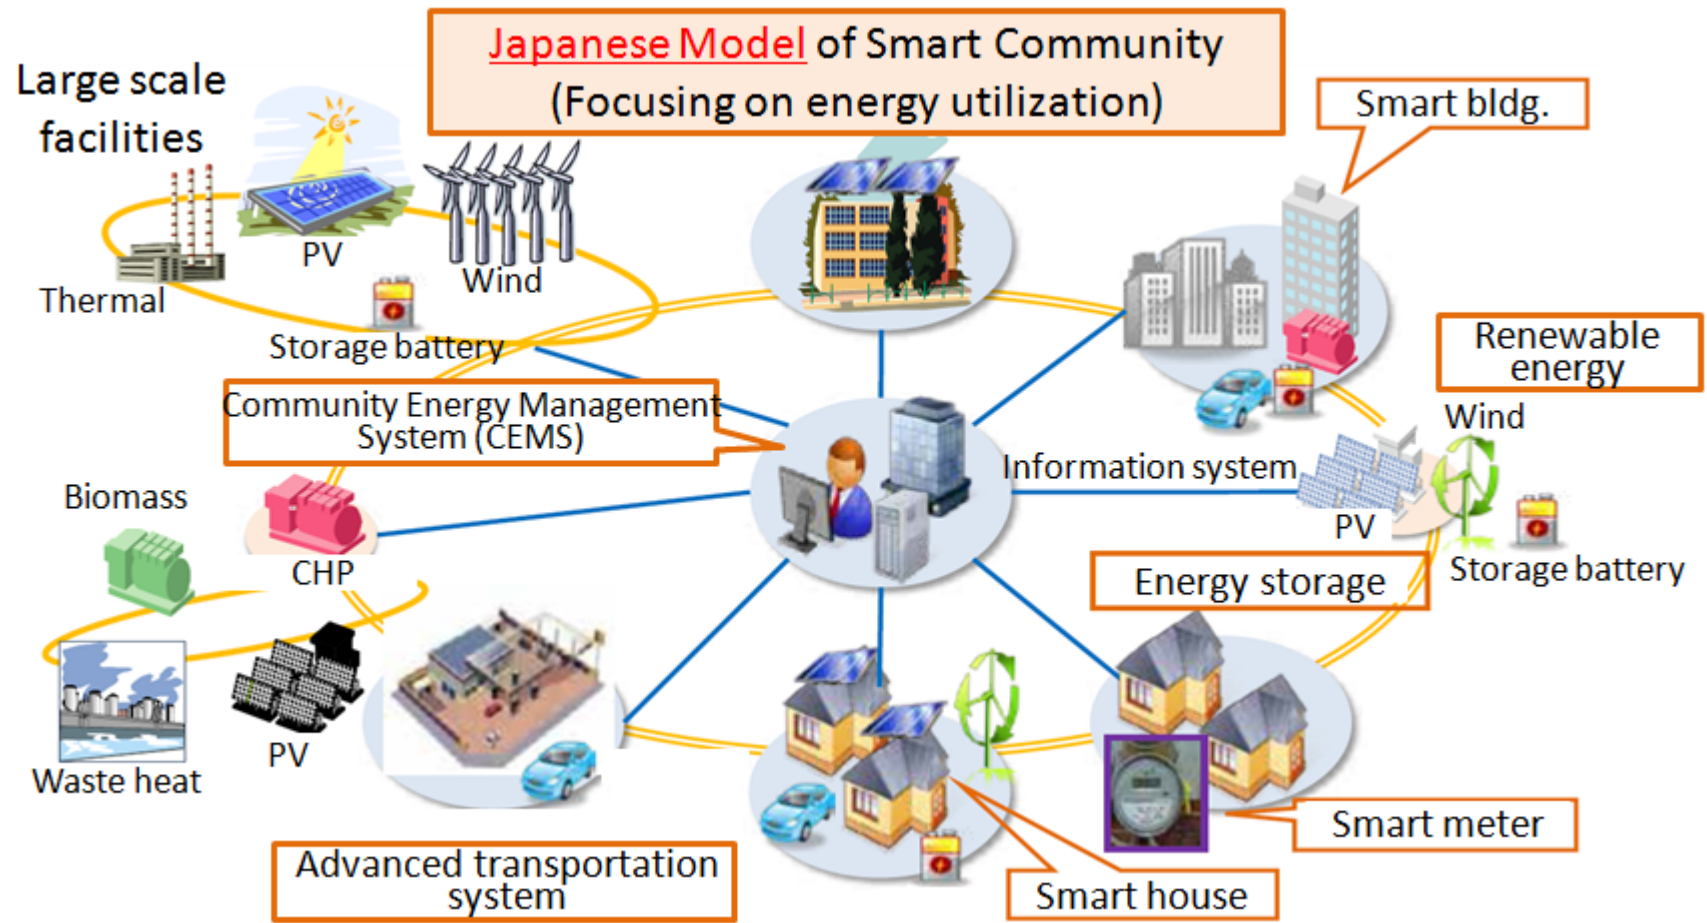 Japanese Model of Smart Community
(Focusing on energy utilization)
Large scale
facilities
Smart bldg.
PV
Wind
Thermal
Storage battery
Renewable
energy
Community Energy Management
System (CEMS)
Wind
Information system
Biomass
PV
CHP
Energy storage
Storage battery
PV
Waste heat
Smart meter
Advanced transportation
system
Smart house